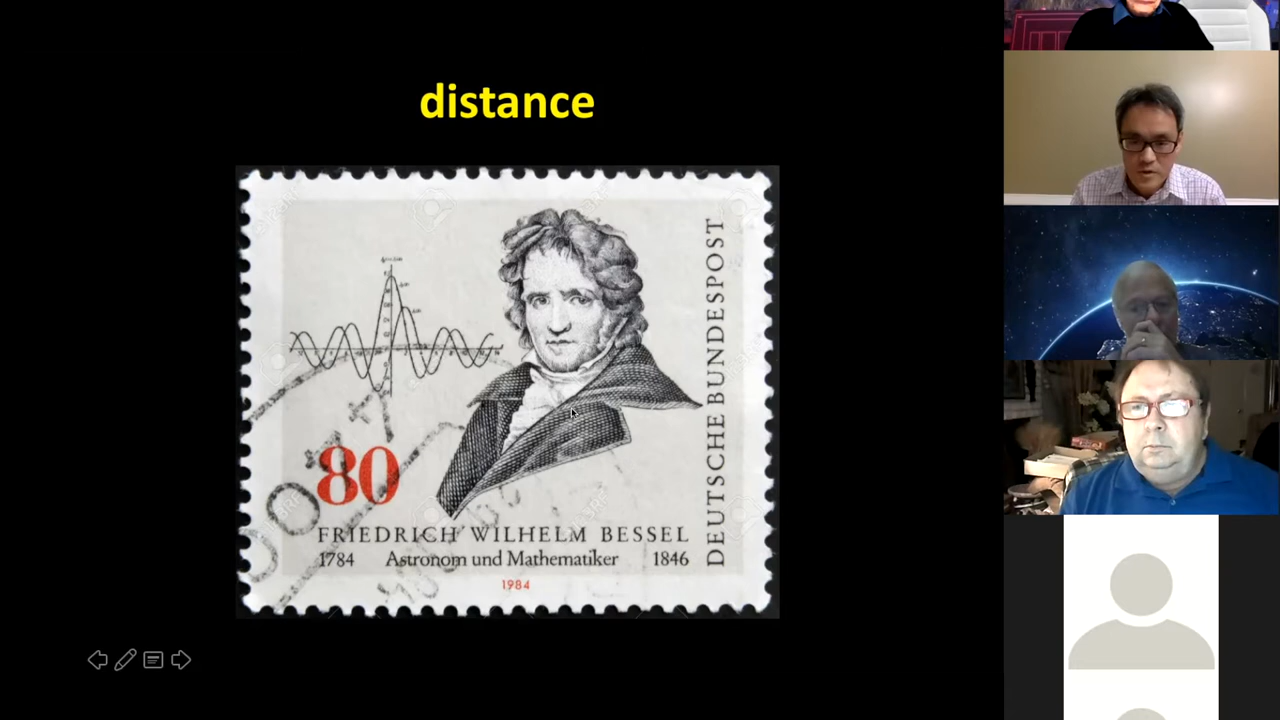 distance
DEUTSCHE BUNDESPOST
80
FRIEDRICH WILHELM BESSEL
1784 Astronom und Mathematiker 1846
1984